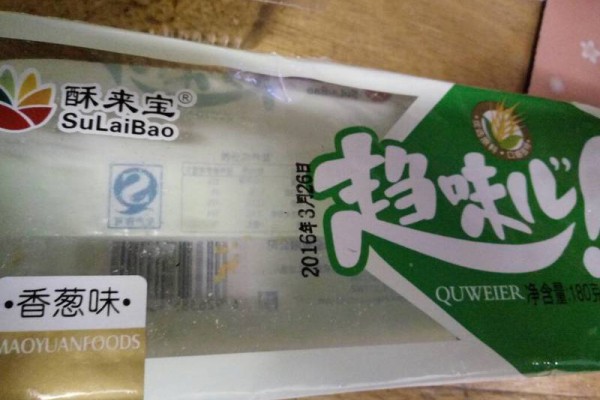 酥来宝®
SuLaiBao
2016年3月26日
趋味儿!
QUWEIER 净含量:180克
·香葱味·
MAOYUANFOODS